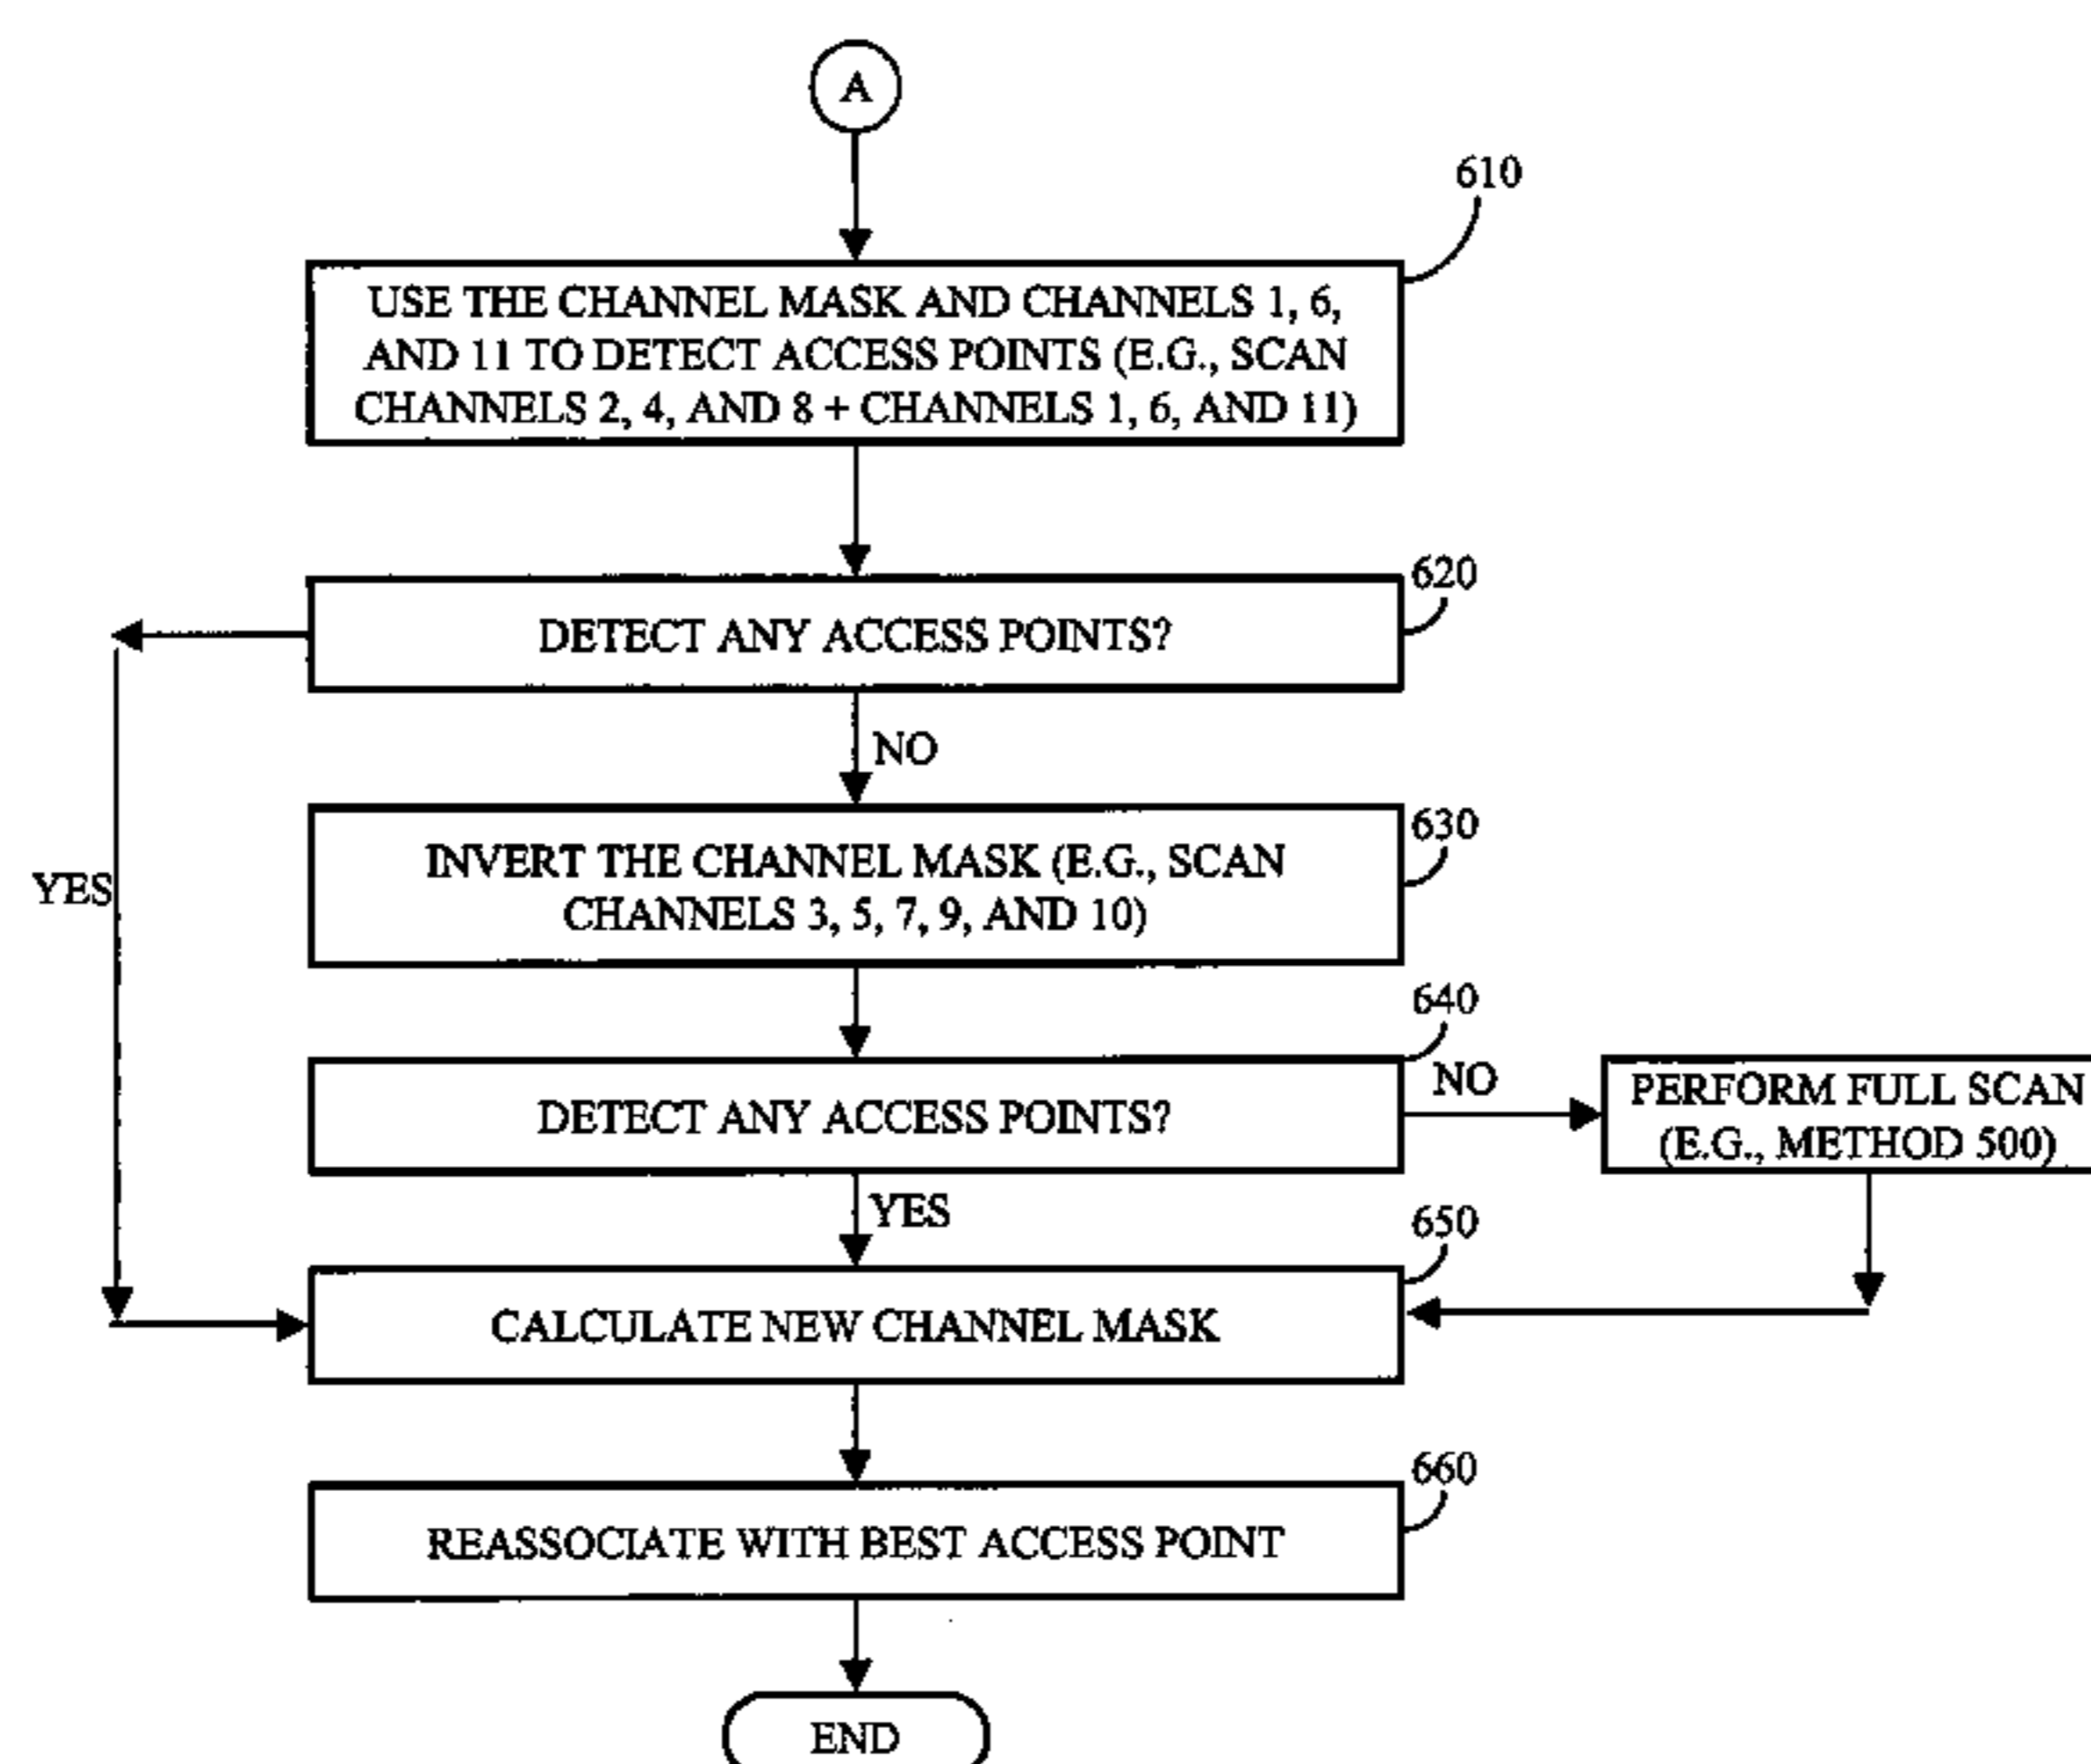 A
610
USE THE CHANNEL MASK AND CHANNELS 1, 6,
AND 11 TO DETECT ACCESS POINTS (E.G., SCAN
CHANNELS 2, 4, AND 8 + CHANNELS 1, 6, AND 11)
620
DETECT ANY ACCESS POINTS?
NO
YES
630
INVERT THE CHANNEL MASK (E.G., SCAN
CHANNELS 3, 5, 7, 9, AND 10)
640
DETECT ANY ACCESS POINTS?
NO
PERFORM FULL SCAN
(E.G., METHOD 500)
YES
650
CALCULATE NEW CHANNEL MASK
660
REASSOCIATE WITH BEST ACCESS POINT
END